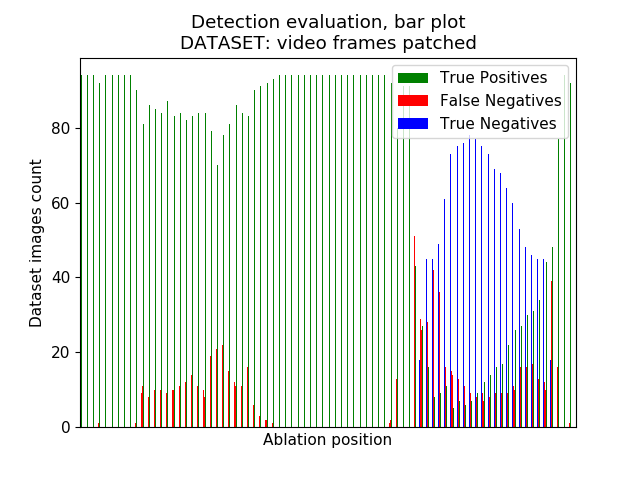 Detection evaluation, bar plot
DATASET: video frames patched
True Positives
False Negatives
True Negatives
80
60
40
20
0
Dataset images count
Ablation position